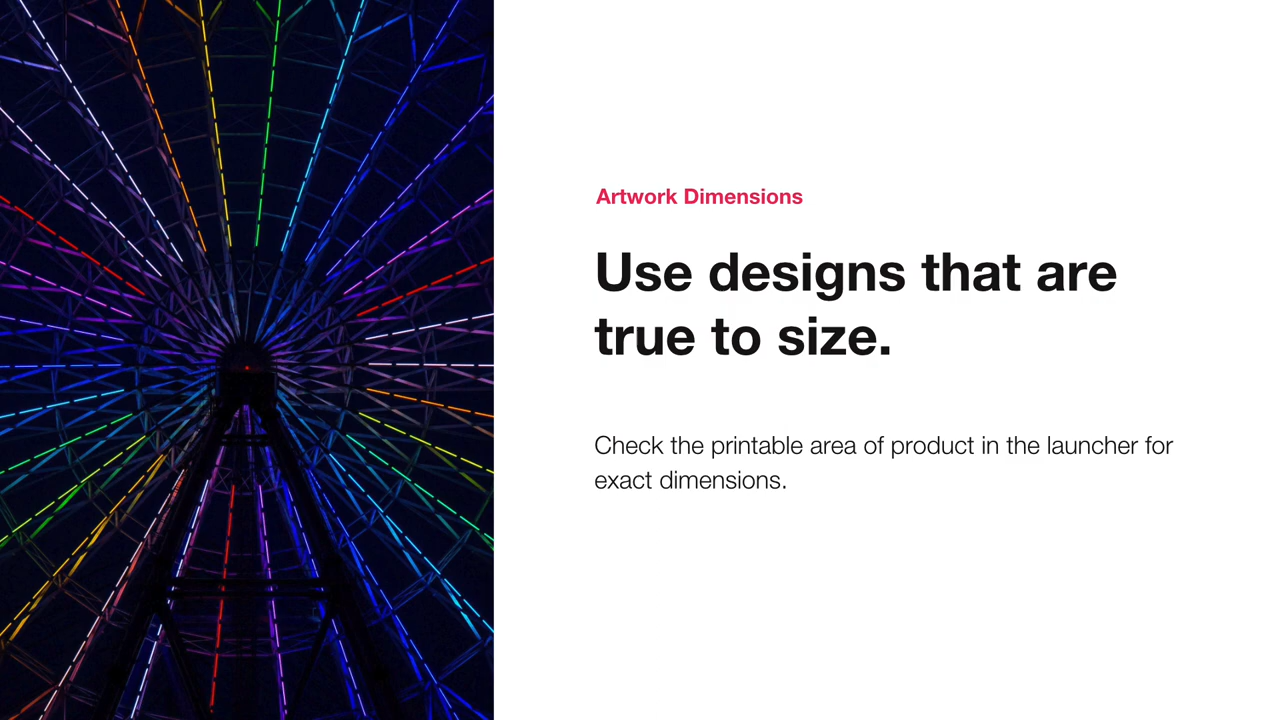 Artwork Dimensions
Use designs that are
true to size.
Check the printable area of product in the launcher for
exact dimensions.